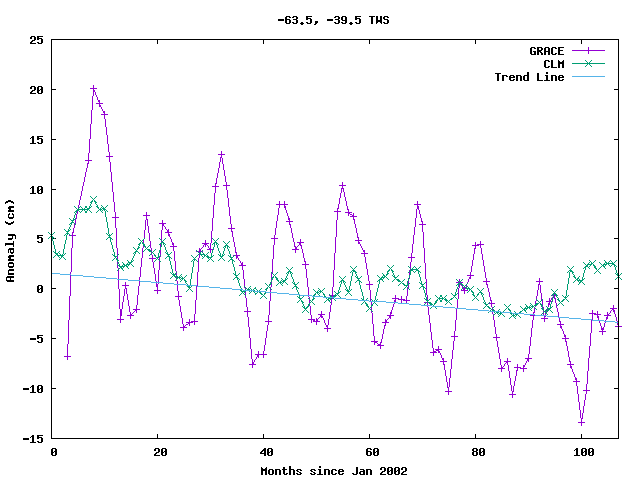 -63.5, -39.5 TWS
GRACE
CLM
Trend Line
Anomaly (cm)
25
20
15
10
5
0
-5
-10
-15
0 20 40 60 80 100
Months since Jan 2002